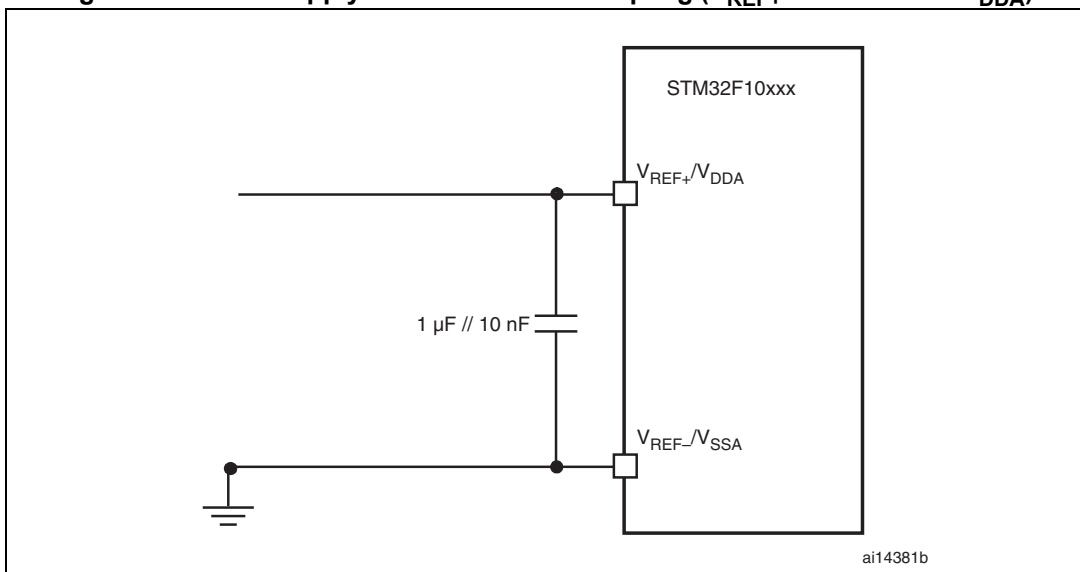 STM32F10xxx
VREF+/VDDA
1 µF // 10 nF
VREF–/VSSA
ai14381b